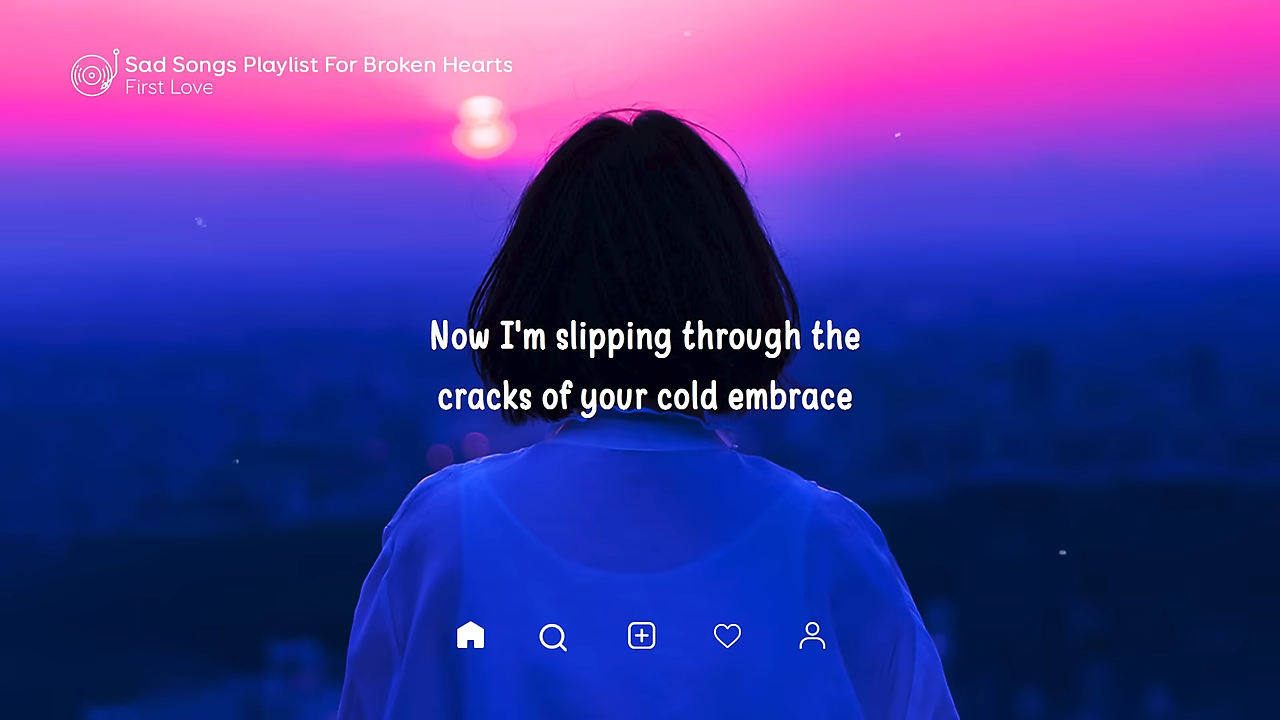 Sad Songs Playlist For Broken Hearts
First Love
Now I'm slipping through the
cracks of your cold embrace